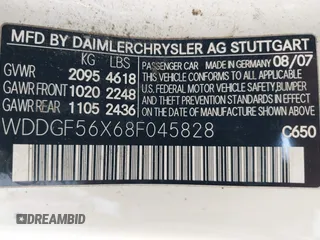 MFD BY DAIMLERCHRYSLER AG STUTTGART
KG LBS
GVWR 2095 4618
GAWR FRONT 1020 2248
GAWR REAR 1105 2436
PASSENGER CAR MADE IN GERMANY 08/07
THIS VEHICLE CONFORMS TO ALL APPLICABLE
U.S. FEDERAL MOTOR VEHICLE SAFETY, BUMPER
AND THEFT PREVENTION STANDARDS
IN EFFECT ON THE DATE OF
MANUFACTURE SHOWN ABOVE
WDDGF56X68F045828 C650
DREAMBID